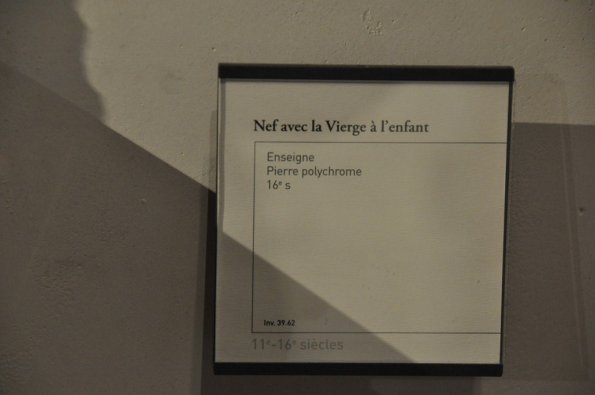 Nef avec la Vierge à l'enfant
Enseigne
Pierre polychrome
16e s
Inv. 39.62
11e-16e siècles